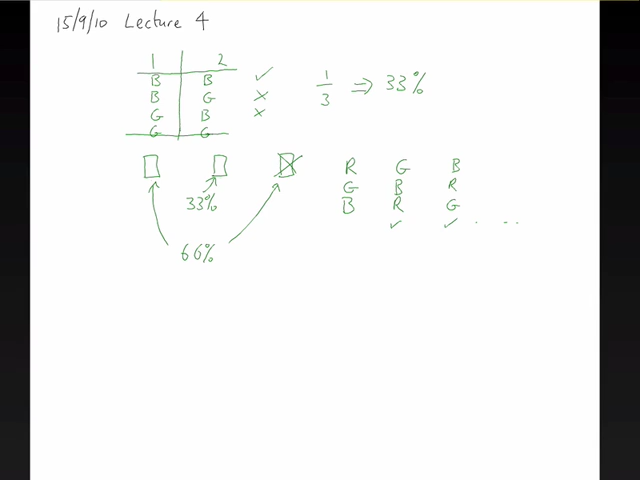 15/9/10 Lecture 4
1 2
B B ✓
B G ×
G B ×
G G
1/3 ⇒ 33%
R G B
G B R
B R G
✓ ✓ . ..
33%
66%